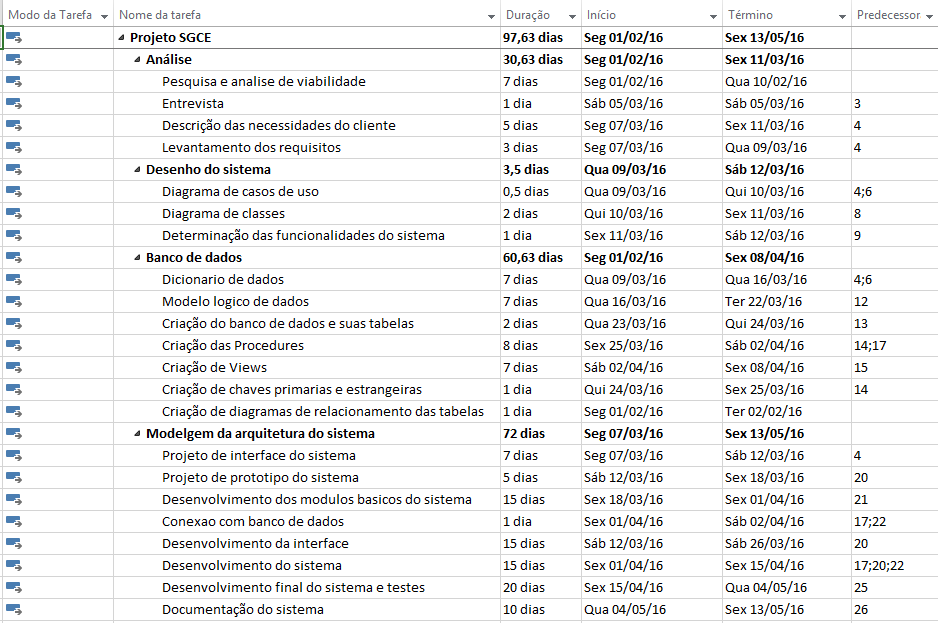 Modo da Tarefa Nome da tarefa Duração Início Término Predecessor
Projeto SGCE 97,63 dias Seg 01/02/16 Sex 13/05/16
Análise 30,63 dias Seg 01/02/16 Sex 11/03/16
Pesquisa e analise de viabilidade 7 dias Seg 01/02/16 Qua 10/02/16
Entrevista 1 dia Sáb 05/03/16 Sáb 05/03/16 3
Descrição das necessidades do cliente 5 dias Seg 07/03/16 Sex 11/03/16 4
Levantamento dos requisitos 3 dias Seg 07/03/16 Qua 09/03/16 4
Desenho do sistema 3,5 dias Qua 09/03/16 Sáb 12/03/16
Diagrama de casos de uso 0,5 dias Qua 09/03/16 Qui 10/03/16 4;6
Diagrama de classes 2 dias Qui 10/03/16 Sex 11/03/16 8
Determinação das funcionalidades do sistema 1 dia Sex 11/03/16 Sáb 12/03/16 9
Banco de dados 60,63 dias Seg 01/02/16 Sex 08/04/16
Dicionario de dados 7 dias Qua 09/03/16 Qua 16/03/16 4;6
Modelo logico de dados 7 dias Qua 16/03/16 Ter 22/03/16 12
Criação do banco de dados e suas tabelas 2 dias Qua 23/03/16 Qui 24/03/16 13
Criação das Procedures 8 dias Sex 25/03/16 Sáb 02/04/16 14;17
Criação de Views 7 dias Sáb 02/04/16 Sex 08/04/16 15
Criação de chaves primarias e estrangeiras 1 dia Qui 24/03/16 Sex 25/03/16 14
Criação de diagramas de relacionamento das tabelas 1 dia Seg 01/02/16 Ter 02/02/16
Modelgem da arquitetura do sistema 72 dias Seg 07/03/16 Sex 13/05/16
Projeto de interface do sistema 7 dias Seg 07/03/16 Sáb 12/03/16 4
Projeto de prototipo do sistema 5 dias Sáb 12/03/16 Sex 18/03/16 20
Desenvolvimento dos modulos basicos do sistema 15 dias Sex 18/03/16 Sex 01/04/16 21
Conexao com banco de dados 1 dia Sex 01/04/16 Sáb 02/04/16 17;22
Desenvolvimento da interface 15 dias Sáb 12/03/16 Sáb 26/03/16 20
Desenvolvimento do sistema 15 dias Sex 01/04/16 Sex 15/04/16 17;20;22
Desenvolvimento final do sistema e testes 20 dias Sex 15/04/16 Qua 04/05/16 25
Documentação do sistema 10 dias Qua 04/05/16 Sex 13/05/16 26